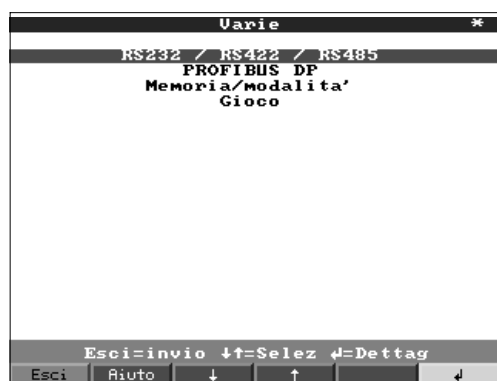 Varie *
RS232 / RS422 / RS485
PROFIBUS DP
Memoria/modalita'
Gioco
Esci=invio ↓↑=Selez ↲=Dettag
Esci Aiuto ↓ ↑ ↲